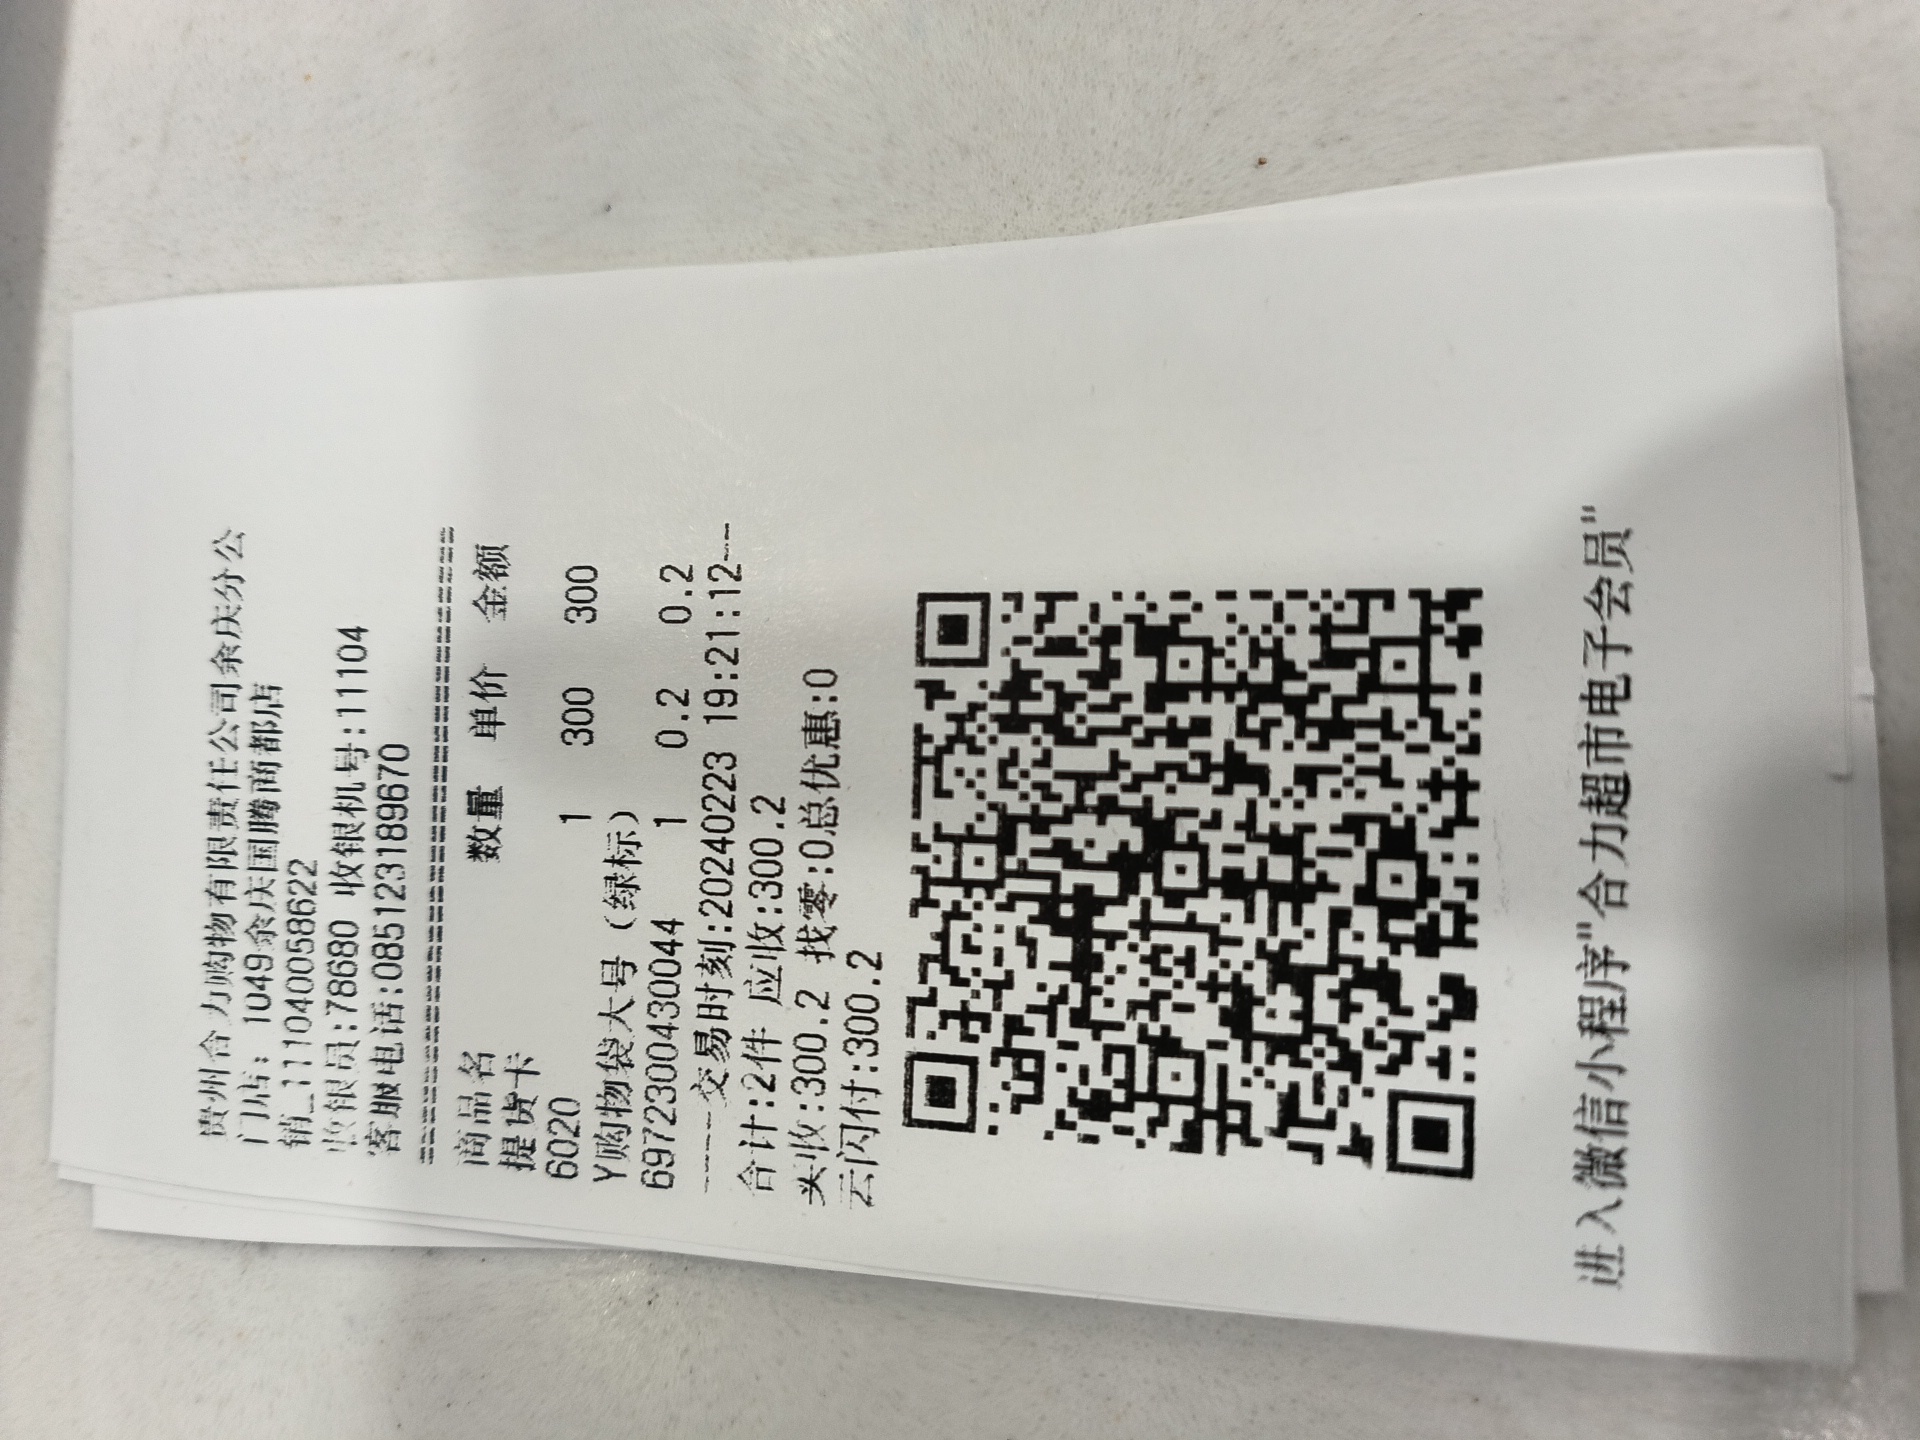 贵州合力购物有限责任公司余庆分公
门店: 1049余庆国腾商都店
销_111040058622
收银员:78680 收银机号:11104
客服电话:085123189670
================================
商品名 数量 单价 金额
提货卡
6020 1 300 300
Y购物袋大号（绿标）
6972300430044 1 0.2 0.2
----交易时刻:20240223 19:21:12--
合计:2件 应收:300.2
实收:300.2 找零:0总优惠:0
云闪付:300.2
进入微信小程序"合力超市电子会员"